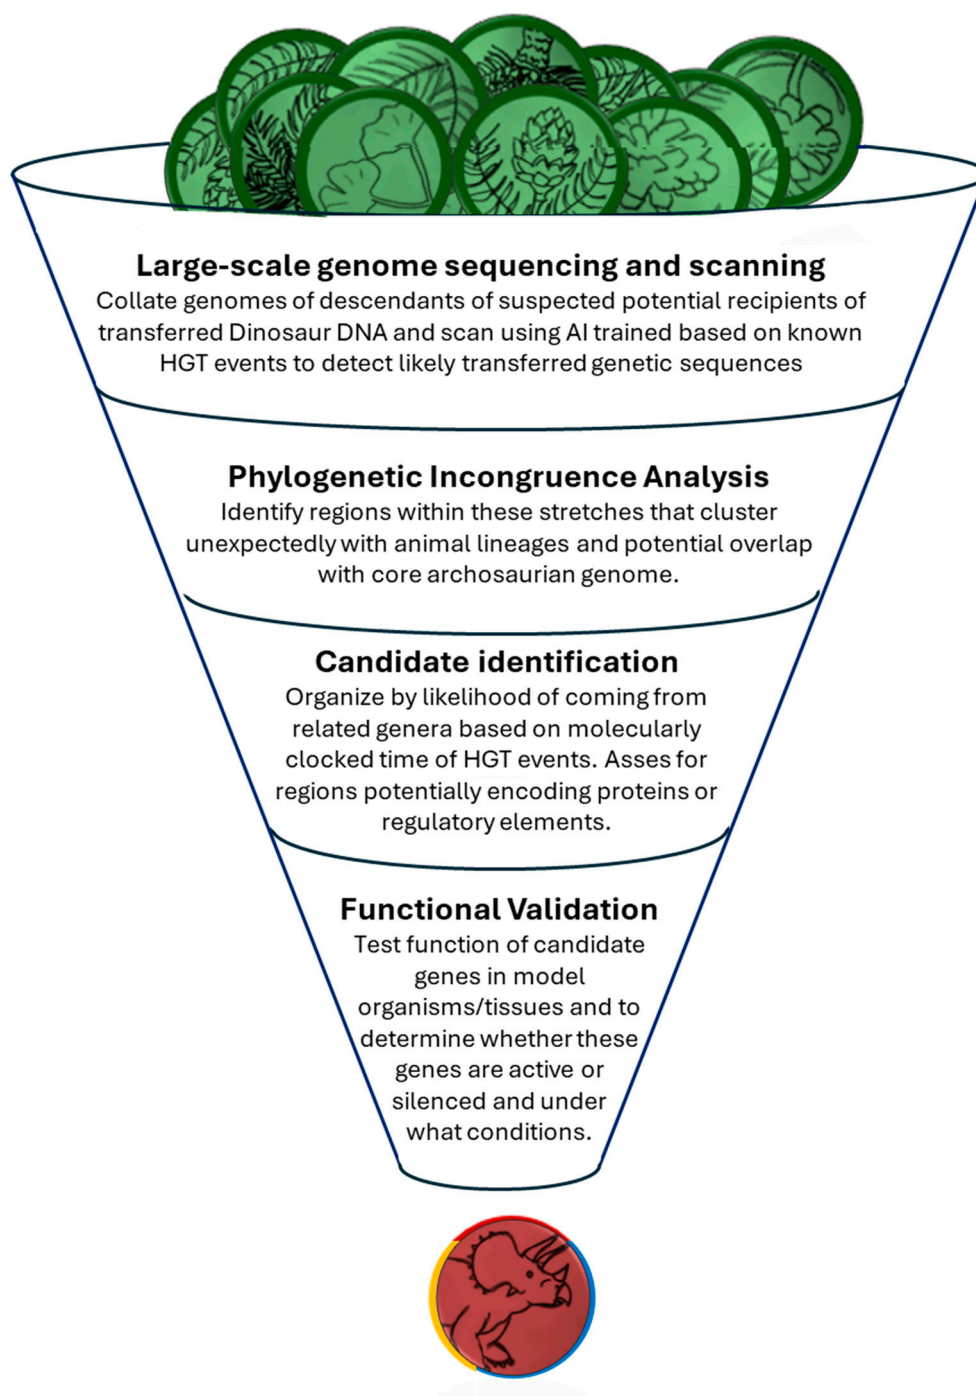 Large-scale genome sequencing and scanning
Collate genomes of descendants of suspected potential recipients of
transferred Dinosaur DNA and scan using AI trained based on known
HGT events to detect likely transferred genetic sequences
Phylogenetic Incongruence Analysis
Identify regions within these stretches that cluster
unexpectedly with animal lineages and potential overlap
with core archosaurian genome.
Candidate identification
Organize by likelihood of coming from
related genera based on molecularly
clocked time of HGT events. Asses for
regions potentially encoding proteins or
regulatory elements.
Functional Validation
Test function of candidate
genes in model
organisms/tissues and to
determine whether these
genes are active or
silenced and under
what conditions.